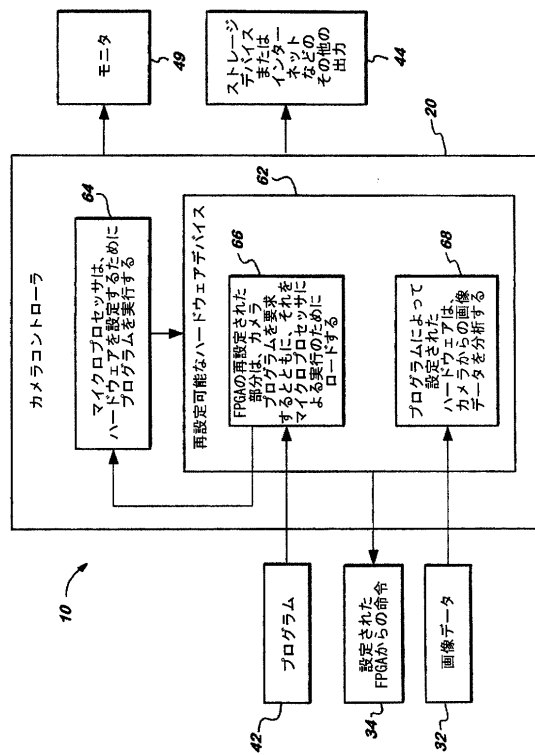 10
カメラコントローラ
20
64
マイクロプロセッサは、
ハードウェアを設定するために
プログラムを実行する
62
再設定可能なハードウェアデバイス
66
FPGAの再設定された
部分は、カメラ
プログラムを要求
するとともに、それを
マイクロプロセッサに
よる実行のために
ロードする
68
プログラムによって
設定された
ハードウェアは、
カメラからの画像
データを分析する
モニタ
49
ストレージ
デバイス
または
インター
ネット
などの
その他の
出力
44
プログラム
42
設定された
FPGAからの命令
34
画像データ
32